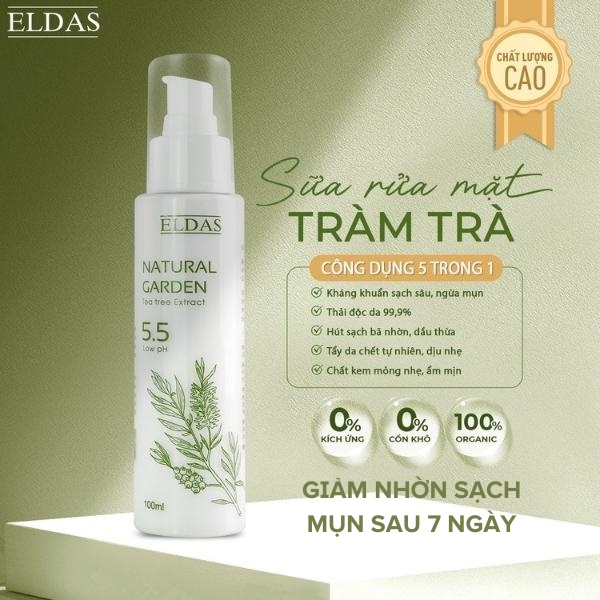 ELDAS
CHẤT LƯỢNG
CAO
Sữa rửa mặt
TRÀM TRÀ
CÔNG DỤNG 5 TRONG 1
Kháng khuẩn sạch sâu, ngừa mụn
Thải độc da 99,9%
Hút sạch bã nhờn, dầu thừa
Tẩy da chết tự nhiên, dịu nhẹ
Chất kem mỏng nhẹ, ẩm mịn
0%
KÍCH ỨNG
0%
CỒN KHÔ
100%
ORGANIC
GIẢM NHỜN SẠCH
MỤN SAU 7 NGÀY
ELDAS
NATURAL
GARDEN
Tea tree Extract
5.5
Low pH
100ml